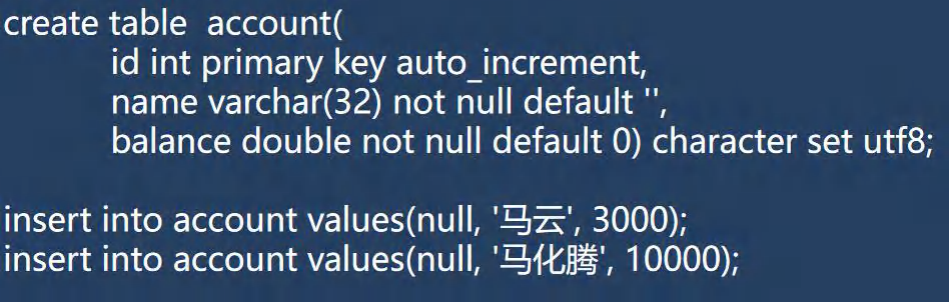 create table  account(
id int primary key auto_increment,
name varchar(32) not null default '',
balance double not null default 0) character set utf8;
insert into account values(null, '马云', 3000);
insert into account values(null, '马化腾', 10000);